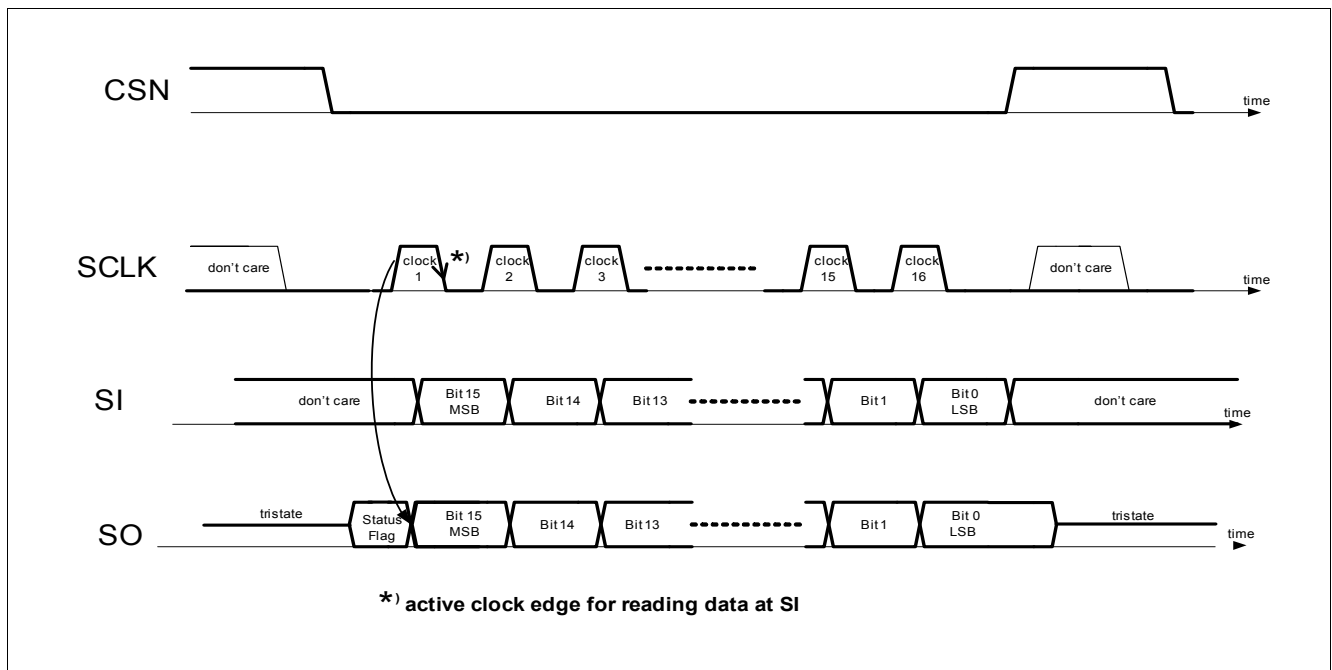 CSN
time
SCLK
don't care
clock
1
*)
clock
2
clock
3
clock
15
clock
16
don't care
time
SI
don't care
Bit 15
MSB
Bit 14
Bit 13
Bit 1
Bit 0
LSB
don't care
time
SO
tristate
Status
Flag
Bit 15
MSB
Bit 14
Bit 13
Bit 1
Bit 0
LSB
tristate
time
*) active clock edge for reading data at SI